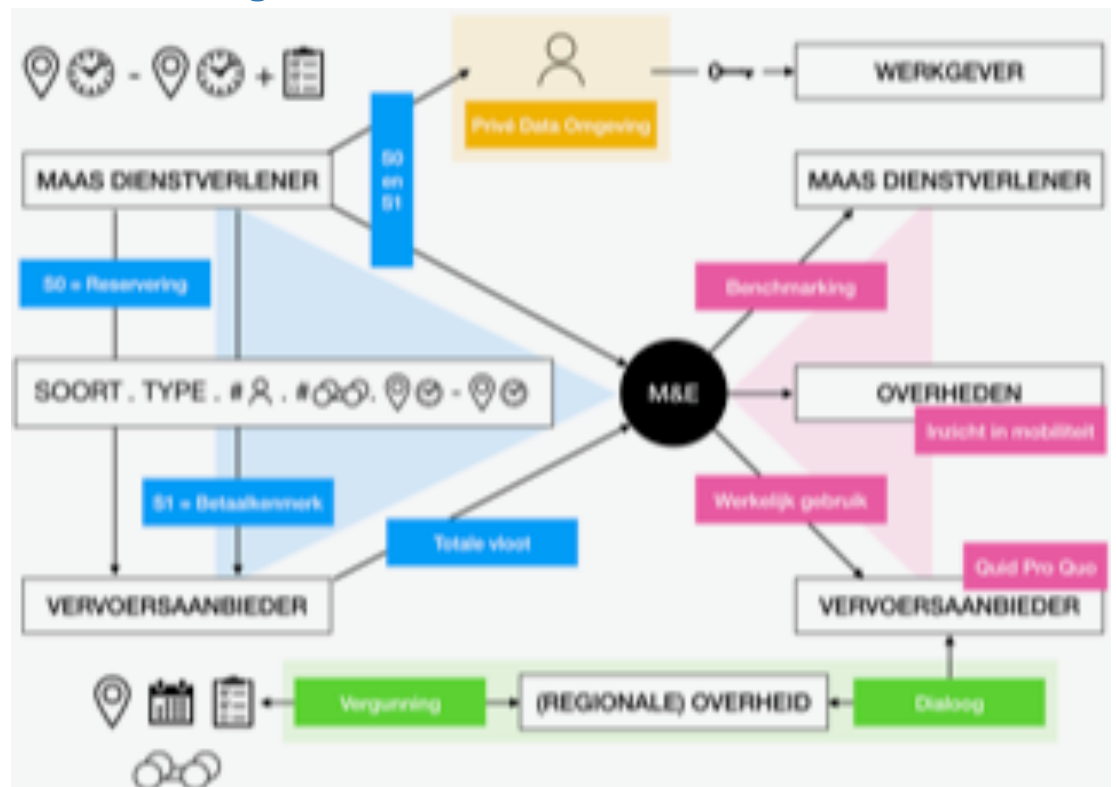 Privé Data Omgeving
WERKGEVER
S0
en
S1
MAAS DIENSTVERLENER
MAAS DIENSTVERLENER
S0 = Reservering
Benchmarking
SOORT . TYPE . # . # . -
M&E
OVERHEDEN
Inzicht in mobiliteit
S1 = Betaalkenmerk
Werkelijk gebruik
Totale vloot
Quid Pro Quo
VERVOERSAANBIEDER
VERVOERSAANBIEDER
Vergunning
(REGIONALE) OVERHEID
Dialoog